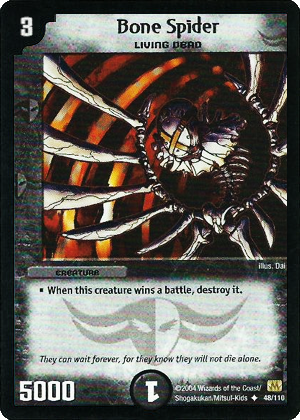 3
Bone Spider
LIVING DEAD
illus. Dai
CREATURE
▪ When this creature wins a battle, destroy it.
They can wait forever, for they know they will not die alone.
5000
1
©2004 Wizards of the Coast/
Shogakukan/Mitsui-Kids ♦ 48/110